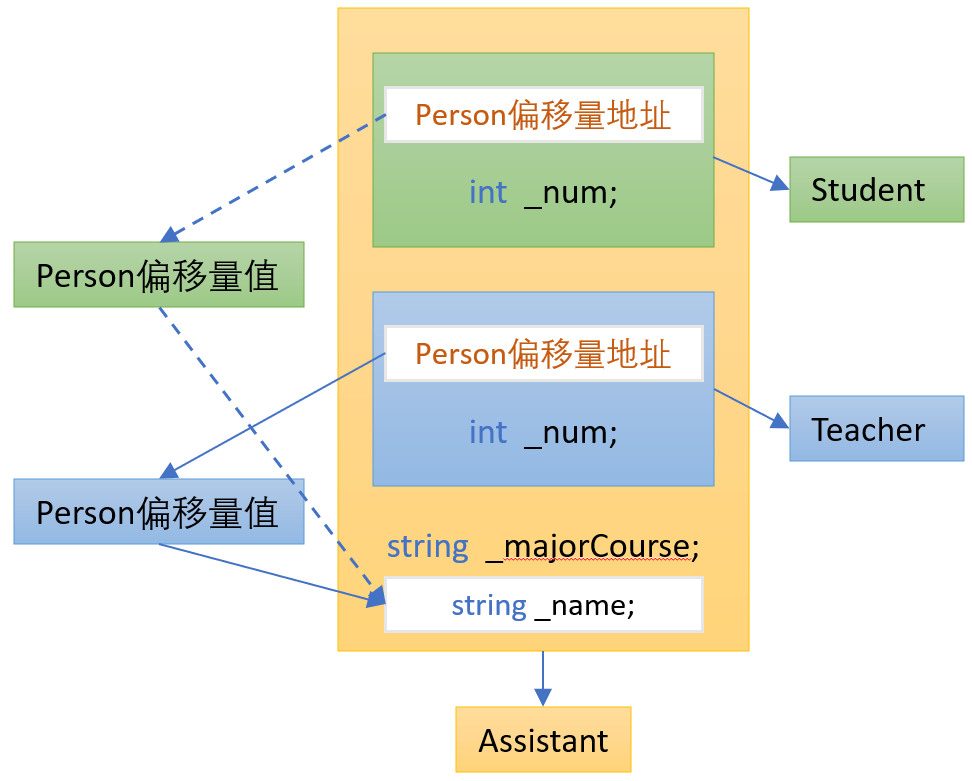 Person偏移量地址
int _num;
Student
Person偏移量值
Person偏移量地址
int _num;
Teacher
Person偏移量值
string _majorCourse;
string _name;
Assistant